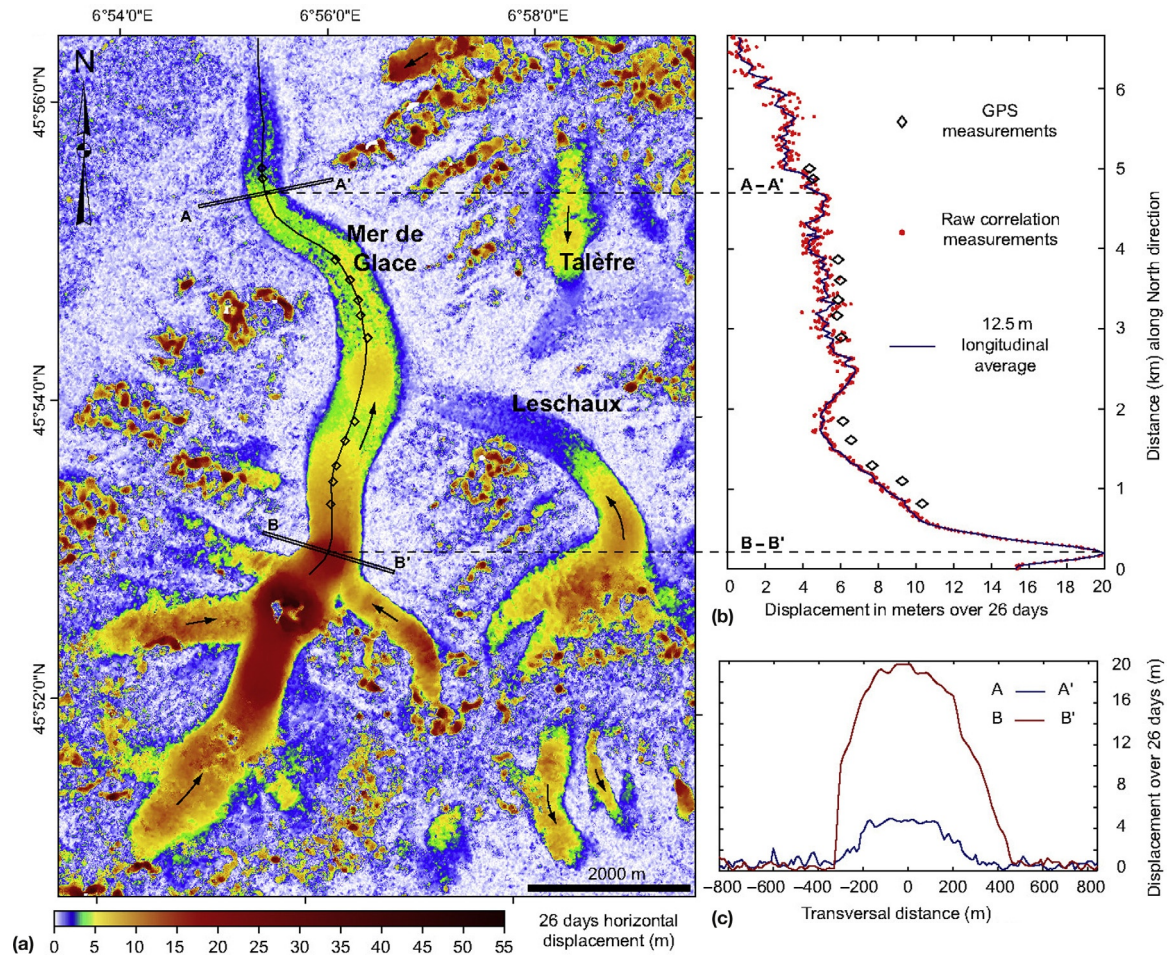 6°54'0"E
6°56'0"E
6°58'0"E
45°56'0"N
45°54'0"N
45°52'0"N
N
A
A'
Mer de
Glace
Talèfre
Leschaux
B
B'
2000 m
(a)
0
5
10
15
20
25
30
35
40
45
50
55
26 days horizontal
displacement (m)
GPS
measurements
Raw correlation
measurements
12.5 m
longitudinal
average
A–A'
B–B'
6
5
4
3
2
1
0
Distance (km) along North direction
0
2
4
6
8
10
12
14
16
18
20
(b)
Displacement in meters over 26 days
A
A'
B
B'
20
16
12
8
4
0
Displacement over 26 days (m)
−800
−600
−400
−200
0
200
400
600
800
(c)
Transversal distance (m)